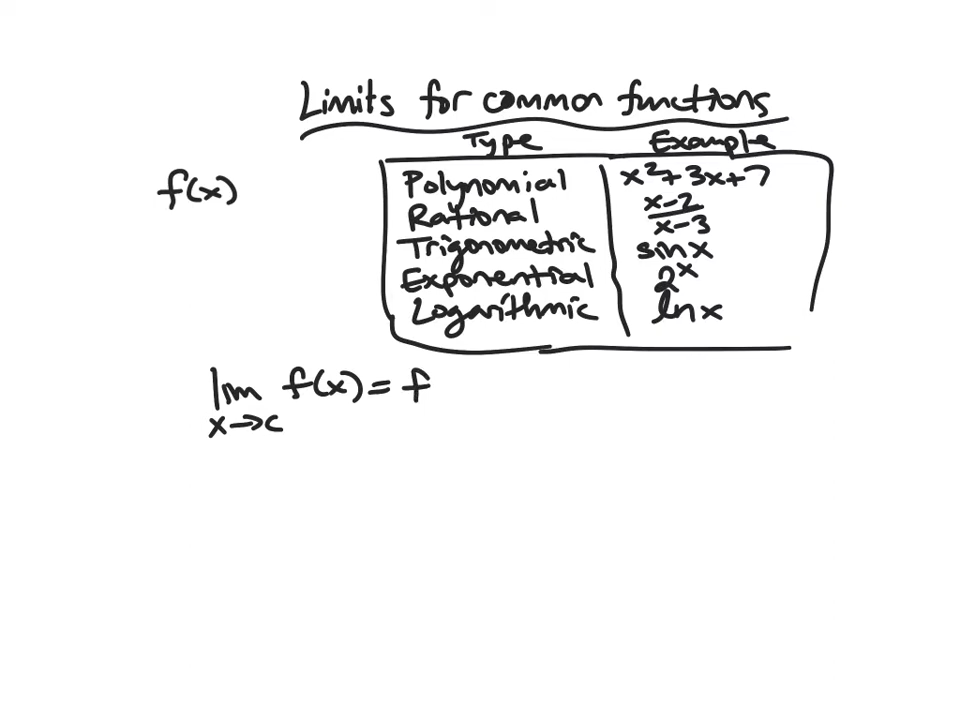 Limits for common functions
Type Example
f(x)
Polynomial x²+3x+7
Rational x-2/x-3
Trigonometric sin x
Exponential 2ˣ
Logarithmic ln x
lim f(x) = f
x→c